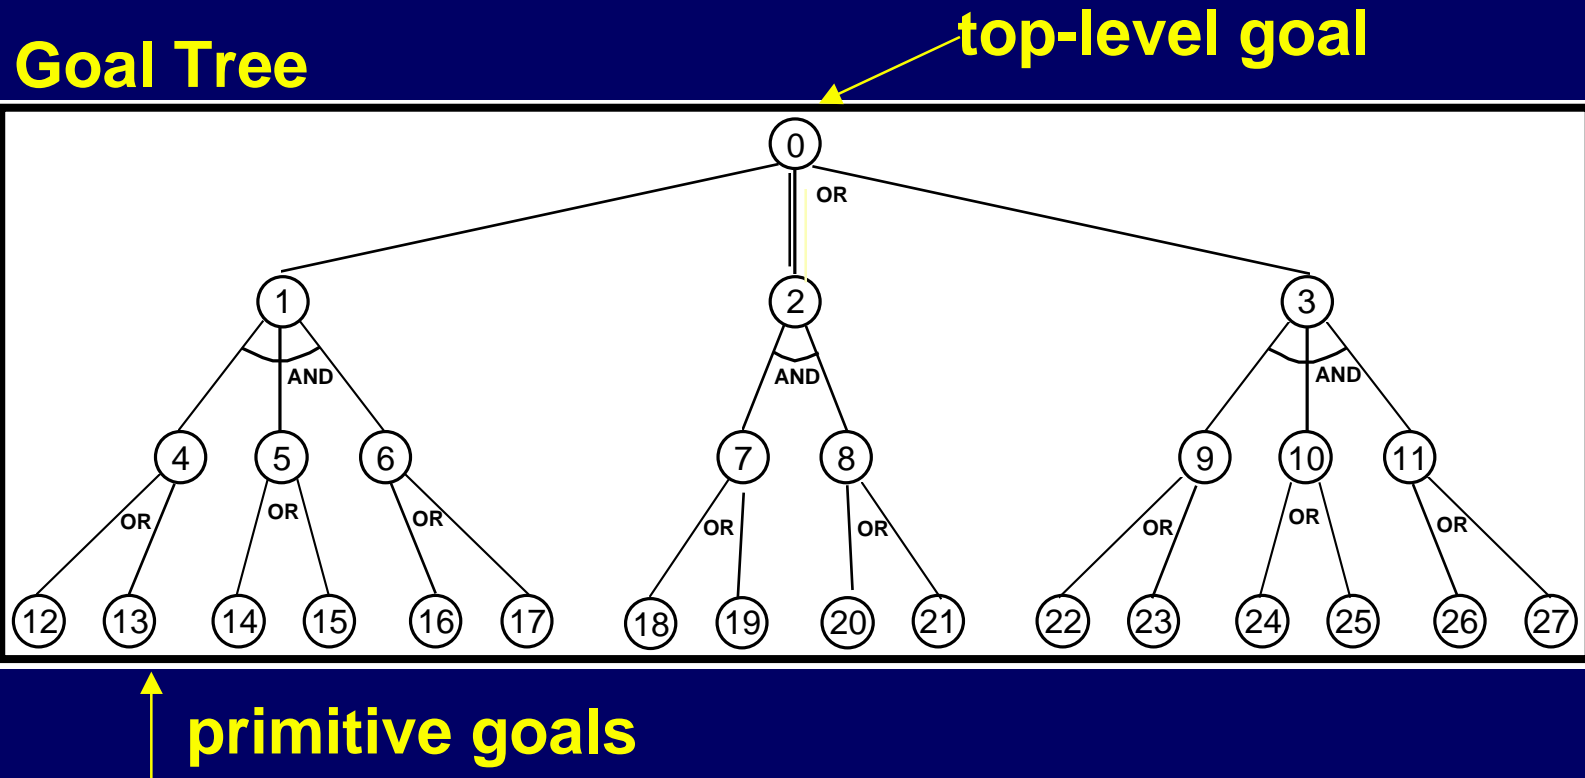 top-level goal
Goal Tree
0
OR
1 2 3
AND AND AND
4 5 6 7 8 9 10 11
OR OR OR OR OR OR OR OR
12 13 14 15 16 17 18 19 20 21 22 23 24 25 26 27
primitive goals